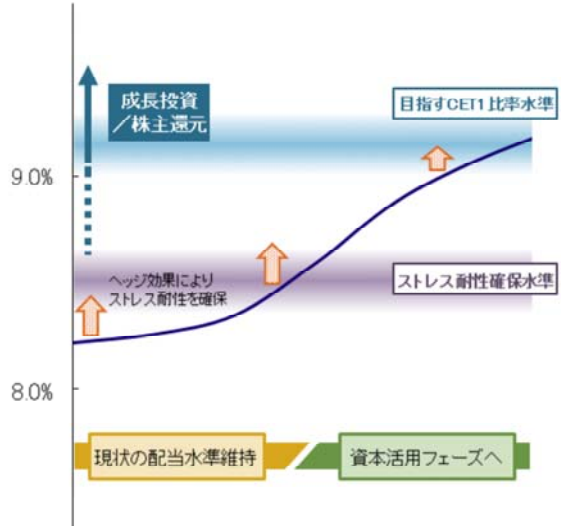 成長投資
／株主還元
目指すCET1比率水準
9.0%
ヘッジ効果により
ストレス耐性を確保
ストレス耐性確保水準
8.0%
現状の配当水準維持
資本活用フェーズへ